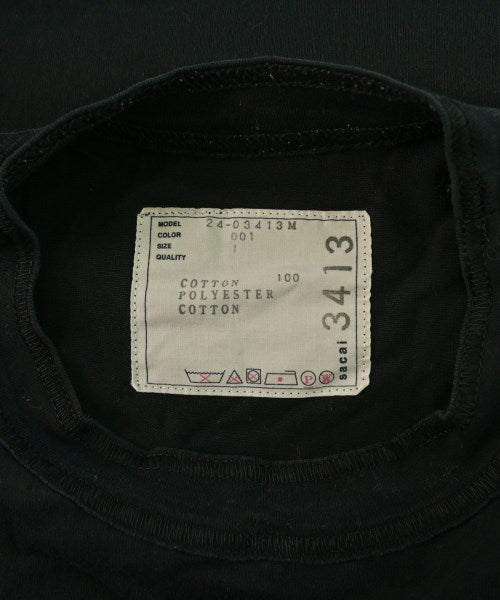 MODEL 24-03413M
COLOR 001
SIZE 1
QUALITY
COTTON 100
POLYESTER
COTTON
P W
sacai 3413